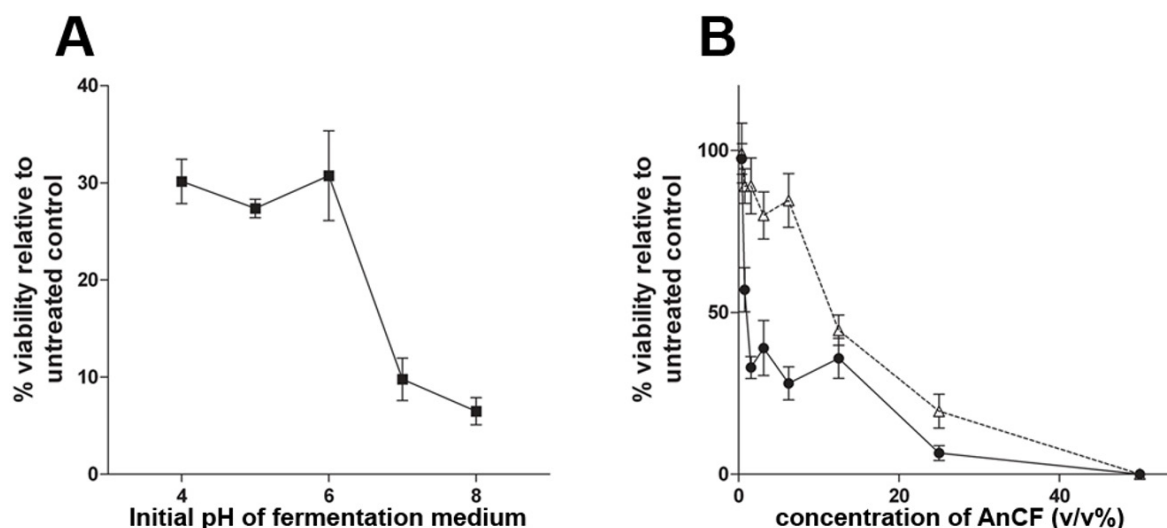 A
% viability relative to
untreated control
40
30
20
10
0
4
6
8
Initial pH of fermentation medium
B
% viability relative to
untreated control
100
50
0
0
20
40
concentration of AnCF (v/v%)